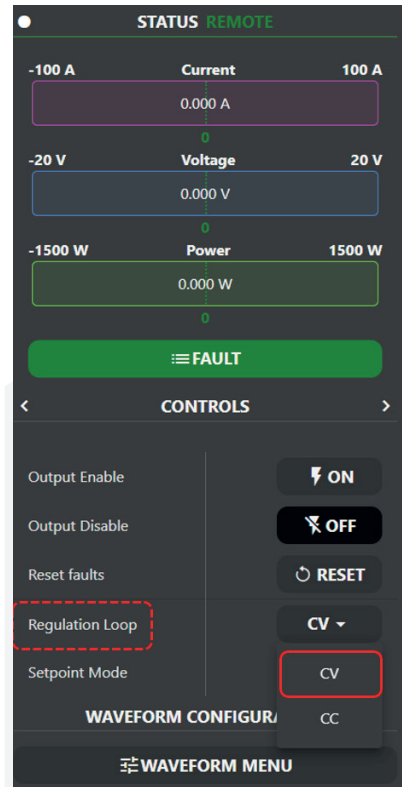 STATUS REMOTE
-100 A Current 100 A
0.000 A
0
-20 V Voltage 20 V
0.000 V
0
-1500 W Power 1500 W
0.000 W
0
FAULT
< CONTROLS >
Output Enable ON
Output Disable OFF
Reset faults RESET
Regulation Loop CV
Setpoint Mode CV
WAVEFORM CONFIGURA CC
WAVEFORM MENU